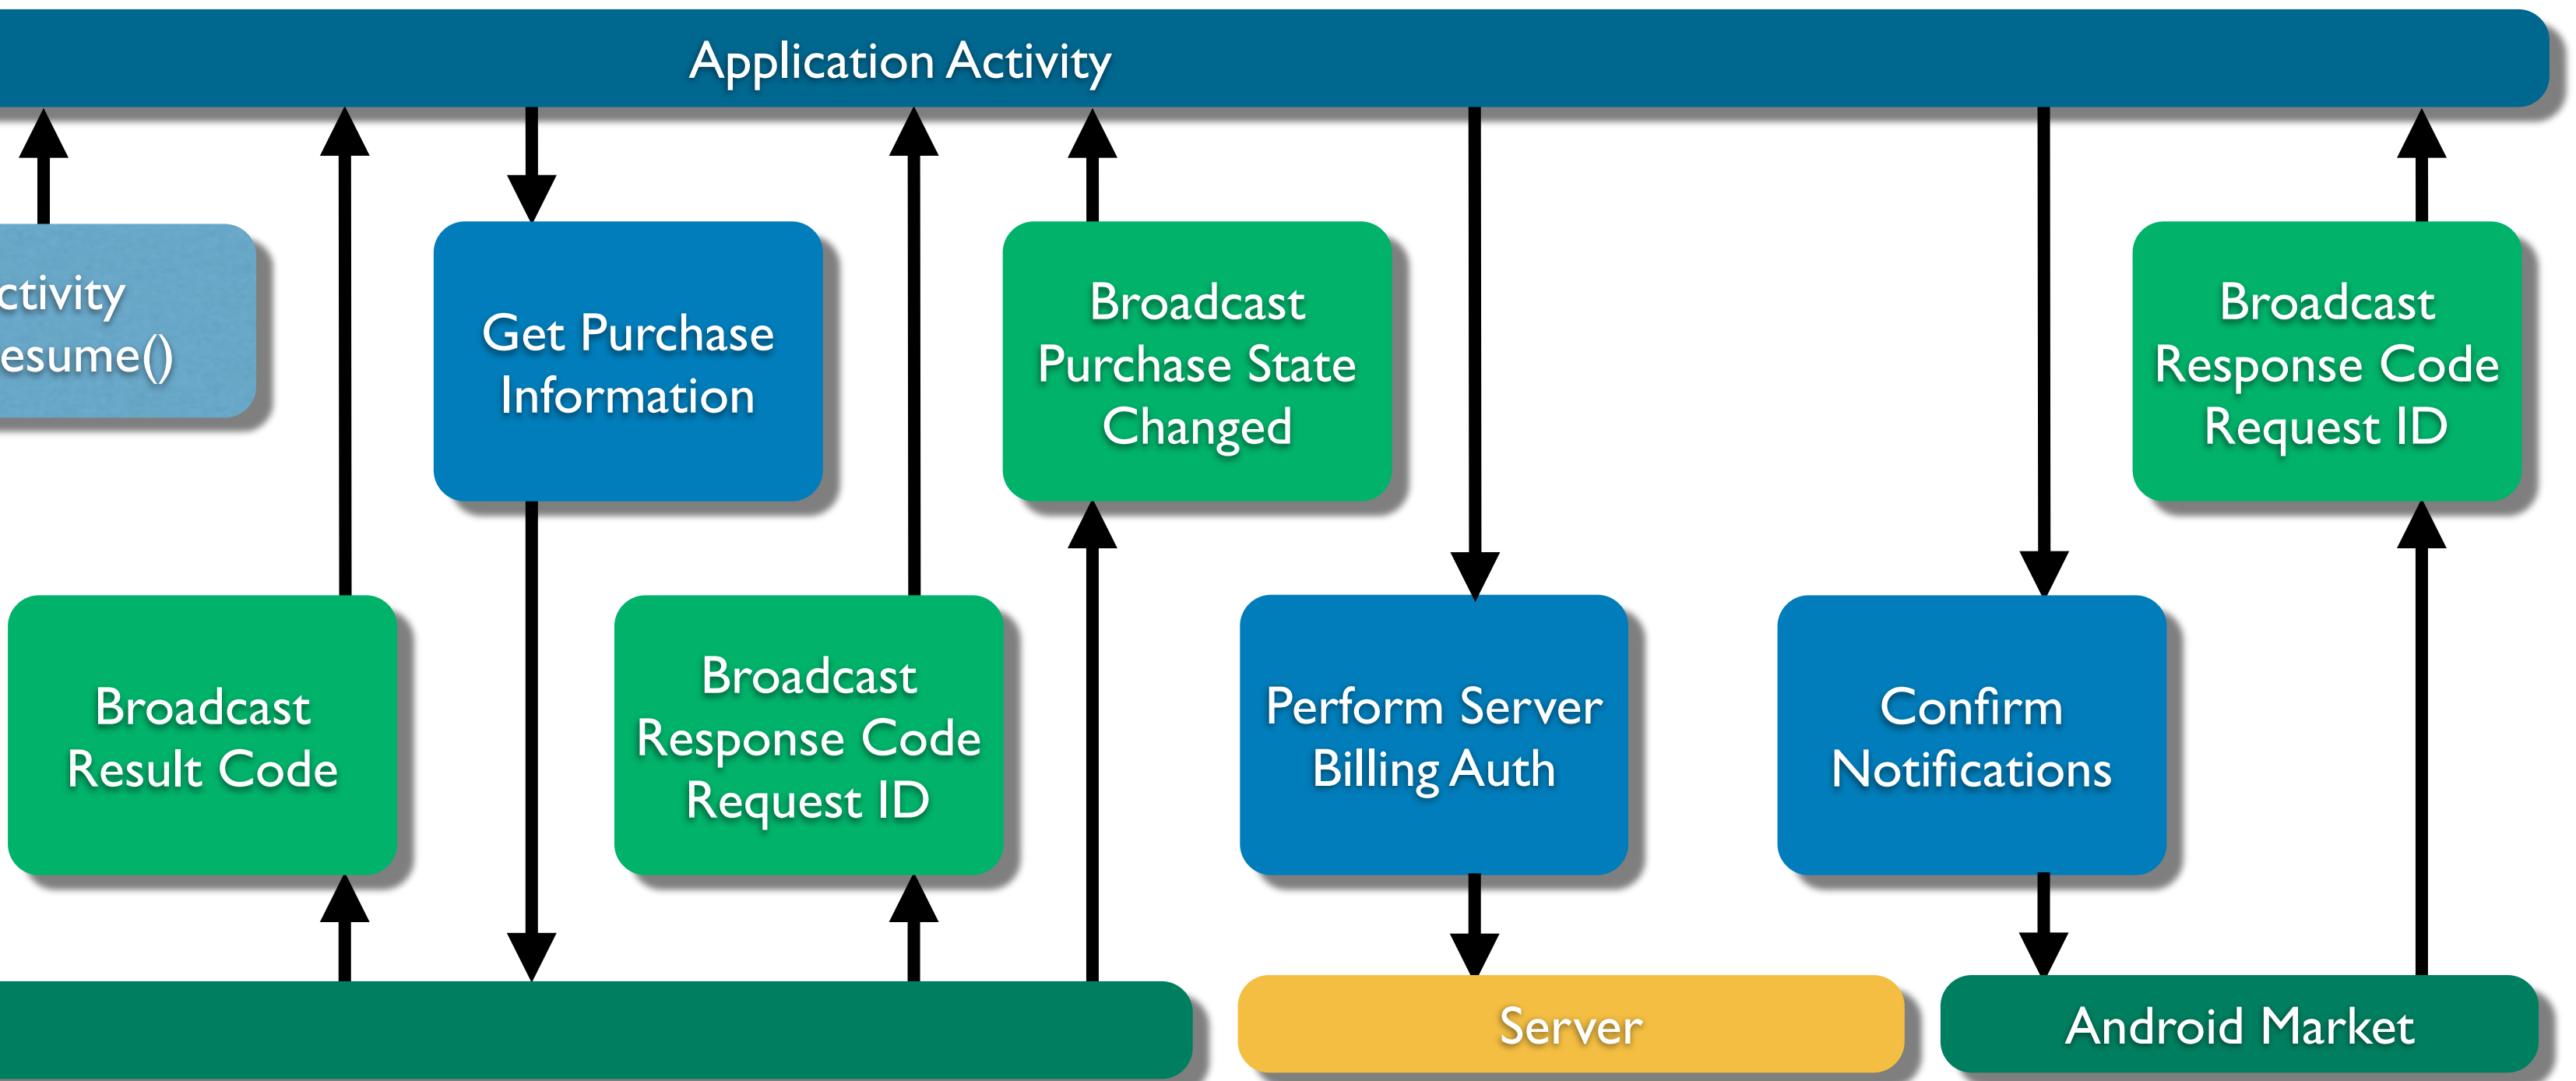 Application Activity
ctivity
esume()
Get Purchase
Information
Broadcast
Purchase State
Changed
Broadcast
Response Code
Request ID
Broadcast
Result Code
Broadcast
Response Code
Request ID
Perform Server
Billing Auth
Confirm
Notifications
Server
Android Market